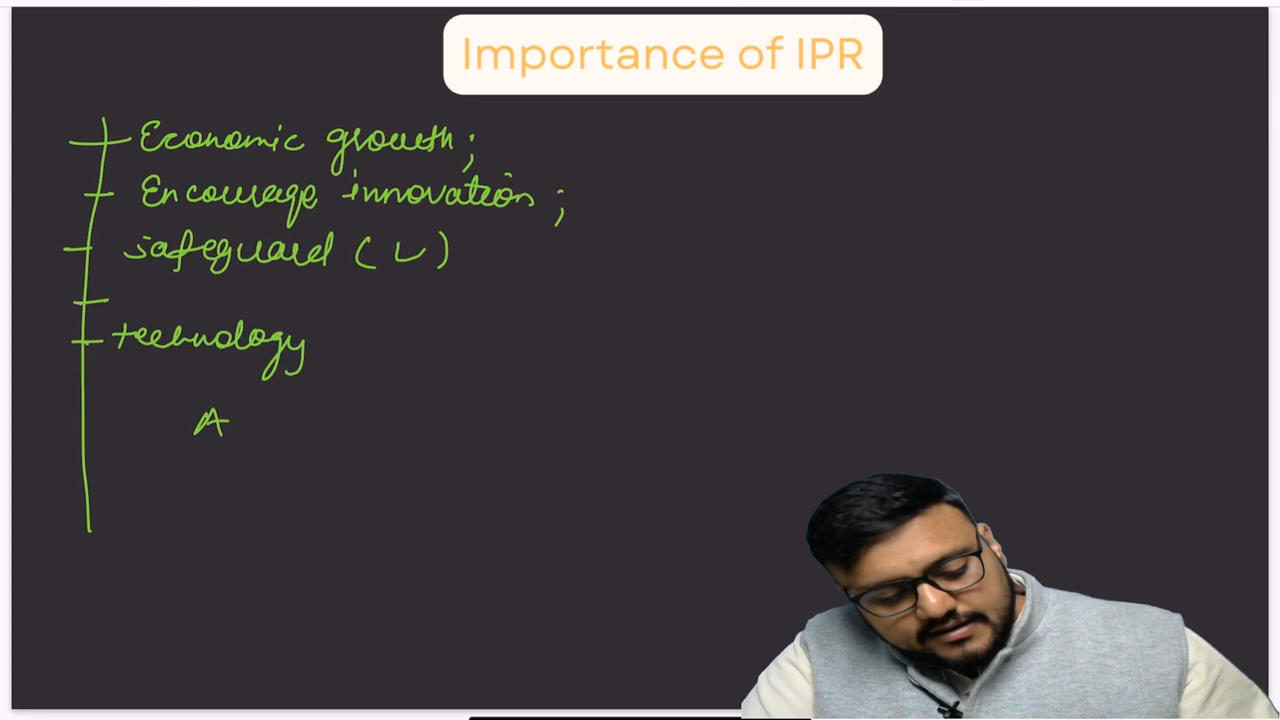 Importance of IPR
Economic growth;
Encourage innovation;
safeguard (L)
technology
A